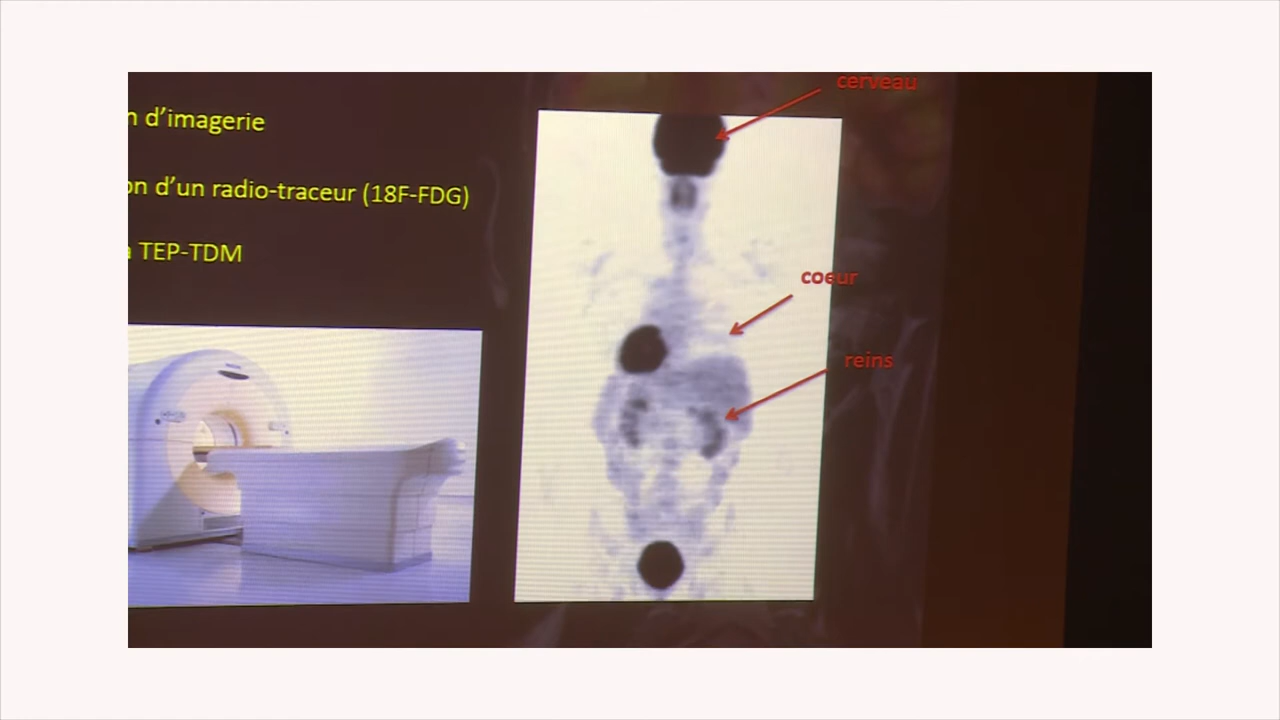 n d'imagerie
on d'un radio-traceur (18F-FDG)
a TEP-TDM
cerveau
coeur
reins